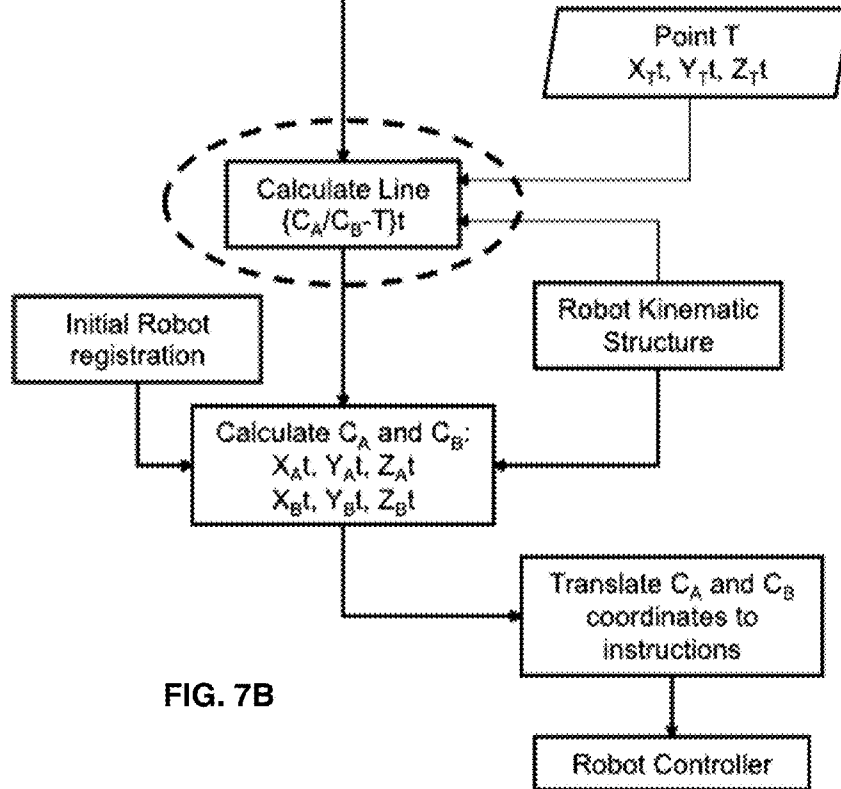 Point T
X_Tt, Y_Tt, Z_Tt
Calculate Line
{C_A/C_B-T}t
Initial Robot
registration
Robot Kinematic
Structure
Calculate C_A and C_B:
X_At, Y_At, Z_At
X_Bt, Y_Bt, Z_Bt
Translate C_A and C_B
coordinates to
instructions
FIG. 7B
Robot Controller